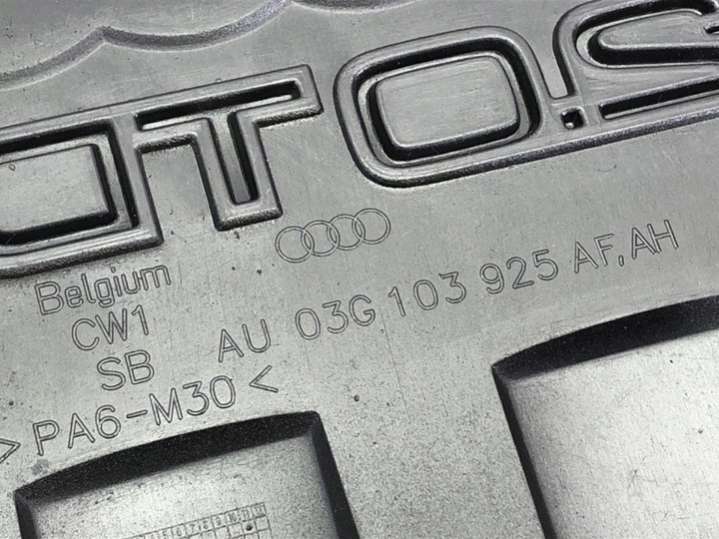 Belgium
CW1
SB
AU 03G 103 925 AF,AH
>PA6-M30<